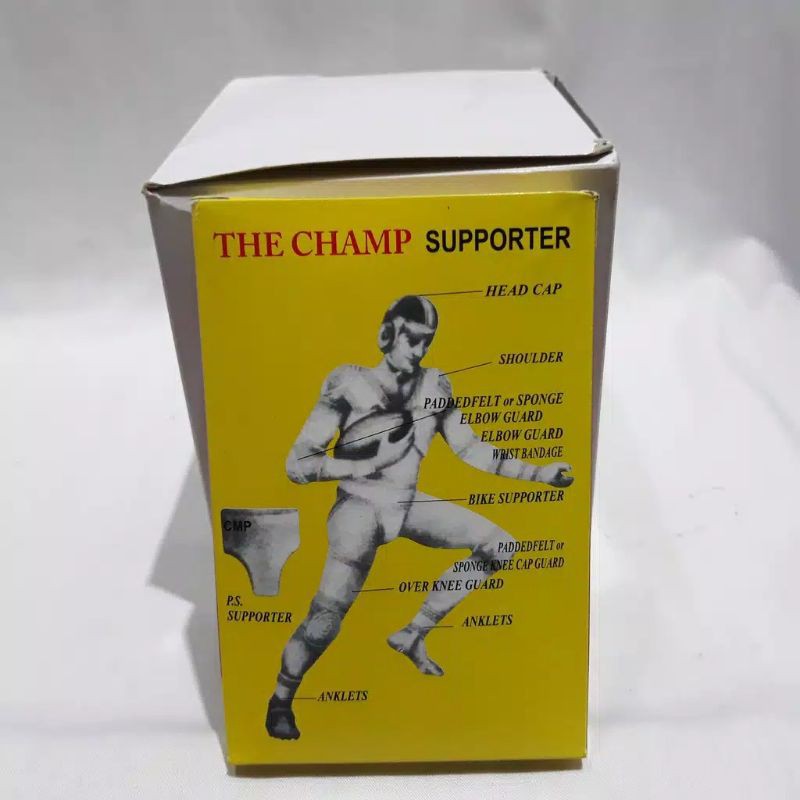 THE CHAMP SUPPORTER
HEAD CAP
SHOULDER
PADDEDFELT or SPONGE
ELBOW GUARD
ELBOW GUARD
WRIST BANDAGE
BIKE SUPPORTER
CMP
PADDEDFELT or
SPONGE KNEE CAP GUARD
OVER KNEE GUARD
P.S.
SUPPORTER
ANKLETS
ANKLETS